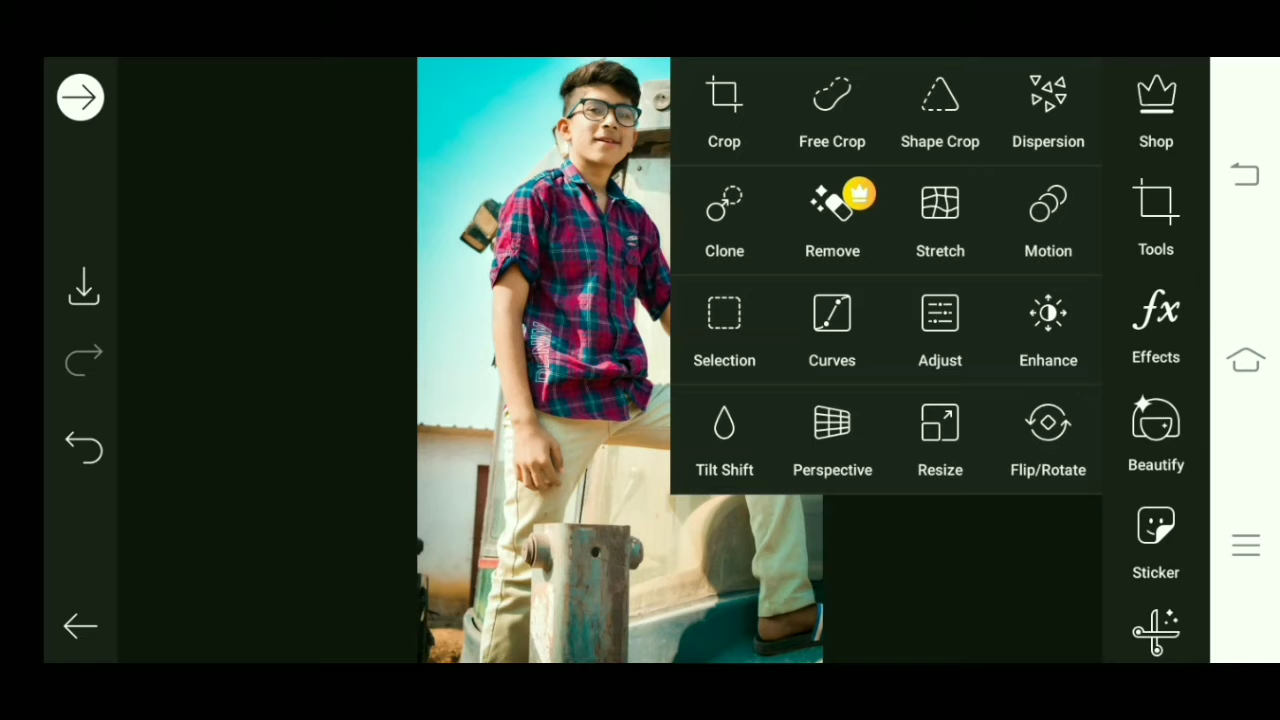 Crop Free Crop Shape Crop Dispersion Shop
Clone Remove Stretch Motion Tools
Selection Curves Adjust Enhance Effects
Tilt Shift Perspective Resize Flip/Rotate Beautify
Sticker